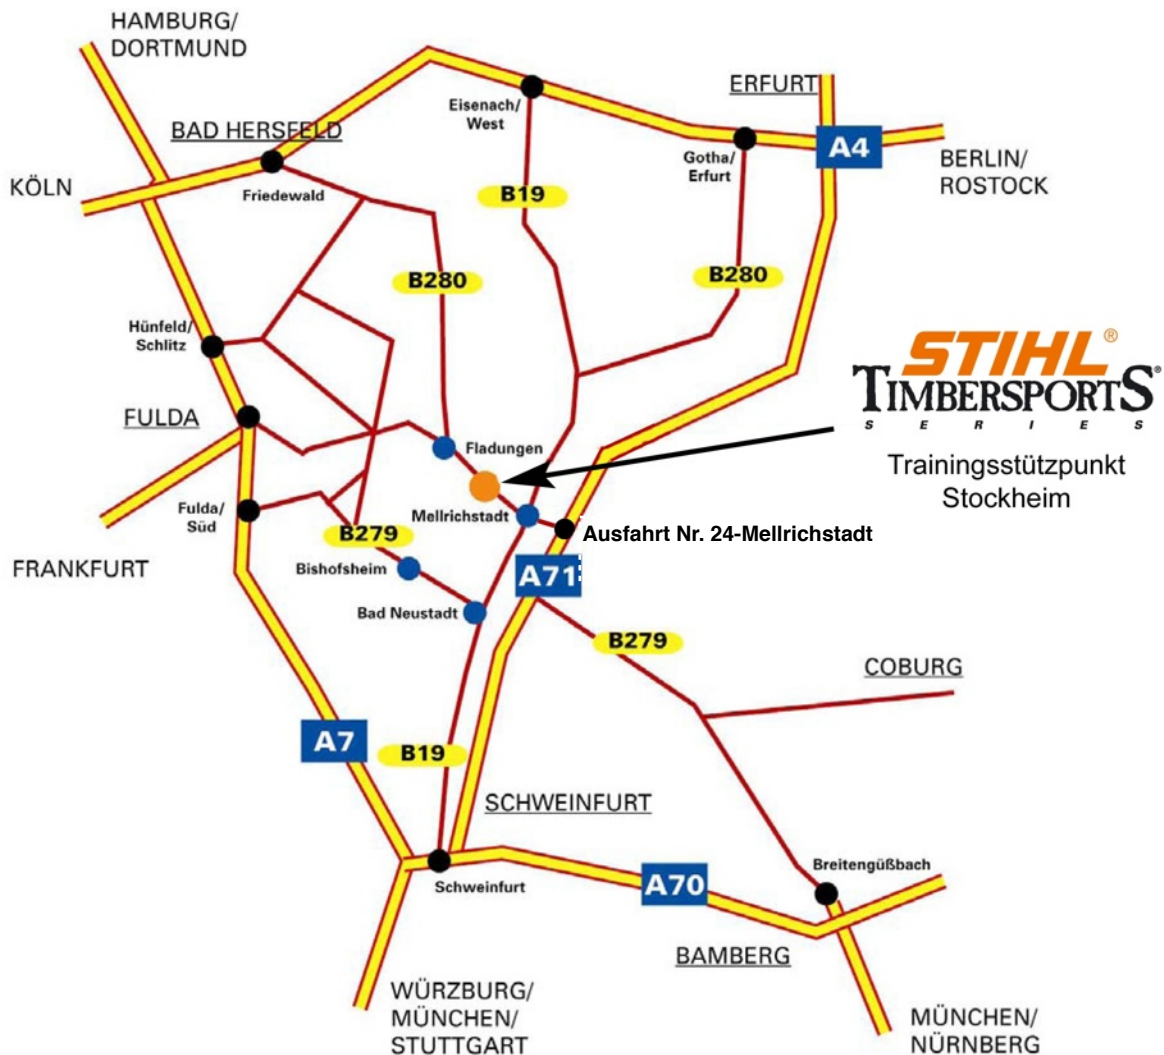 HAMBURG/
DORTMUND
ERFURT
Eisenach/
West
BAD HERSFELD
A4
Gotha/
Erfurt
BERLIN/
ROSTOCK
KÖLN
Friedewald
B19
B280
B280
Hünfeld/
Schlitz
STIHL®
TIMBERSPORTS®
SERIES
FULDA
Fladungen
Trainingsstützpunkt
Stockheim
Fulda/
Süd
Mellrichstadt
B279
Ausfahrt Nr. 24-Mellrichstadt
FRANKFURT
Bishofsheim
A71
Bad Neustadt
B279
COBURG
A7
B19
SCHWEINFURT
Schweinfurt
A70
Breitengüßbach
BAMBERG
WÜRZBURG/
MÜNCHEN/
STUTTGART
MÜNCHEN/
NÜRNBERG